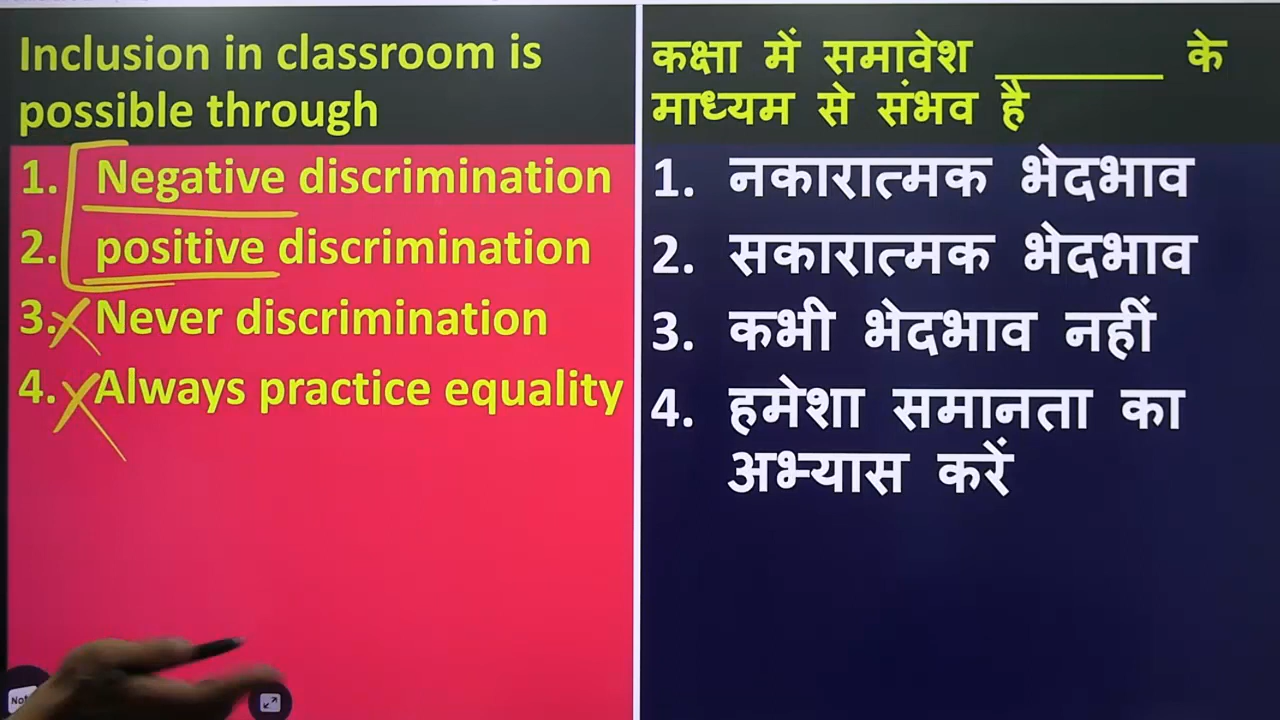 Inclusion in classroom is
possible through
1. Negative discrimination
2. positive discrimination
3. Never discrimination
4. Always practice equality
कक्षा में समावेश ________ के
माध्यम से संभव है
1. नकारात्मक भेदभाव
2. सकारात्मक भेदभाव
3. कभी भेदभाव नहीं
4. हमेशा समानता का
अभ्यास करें